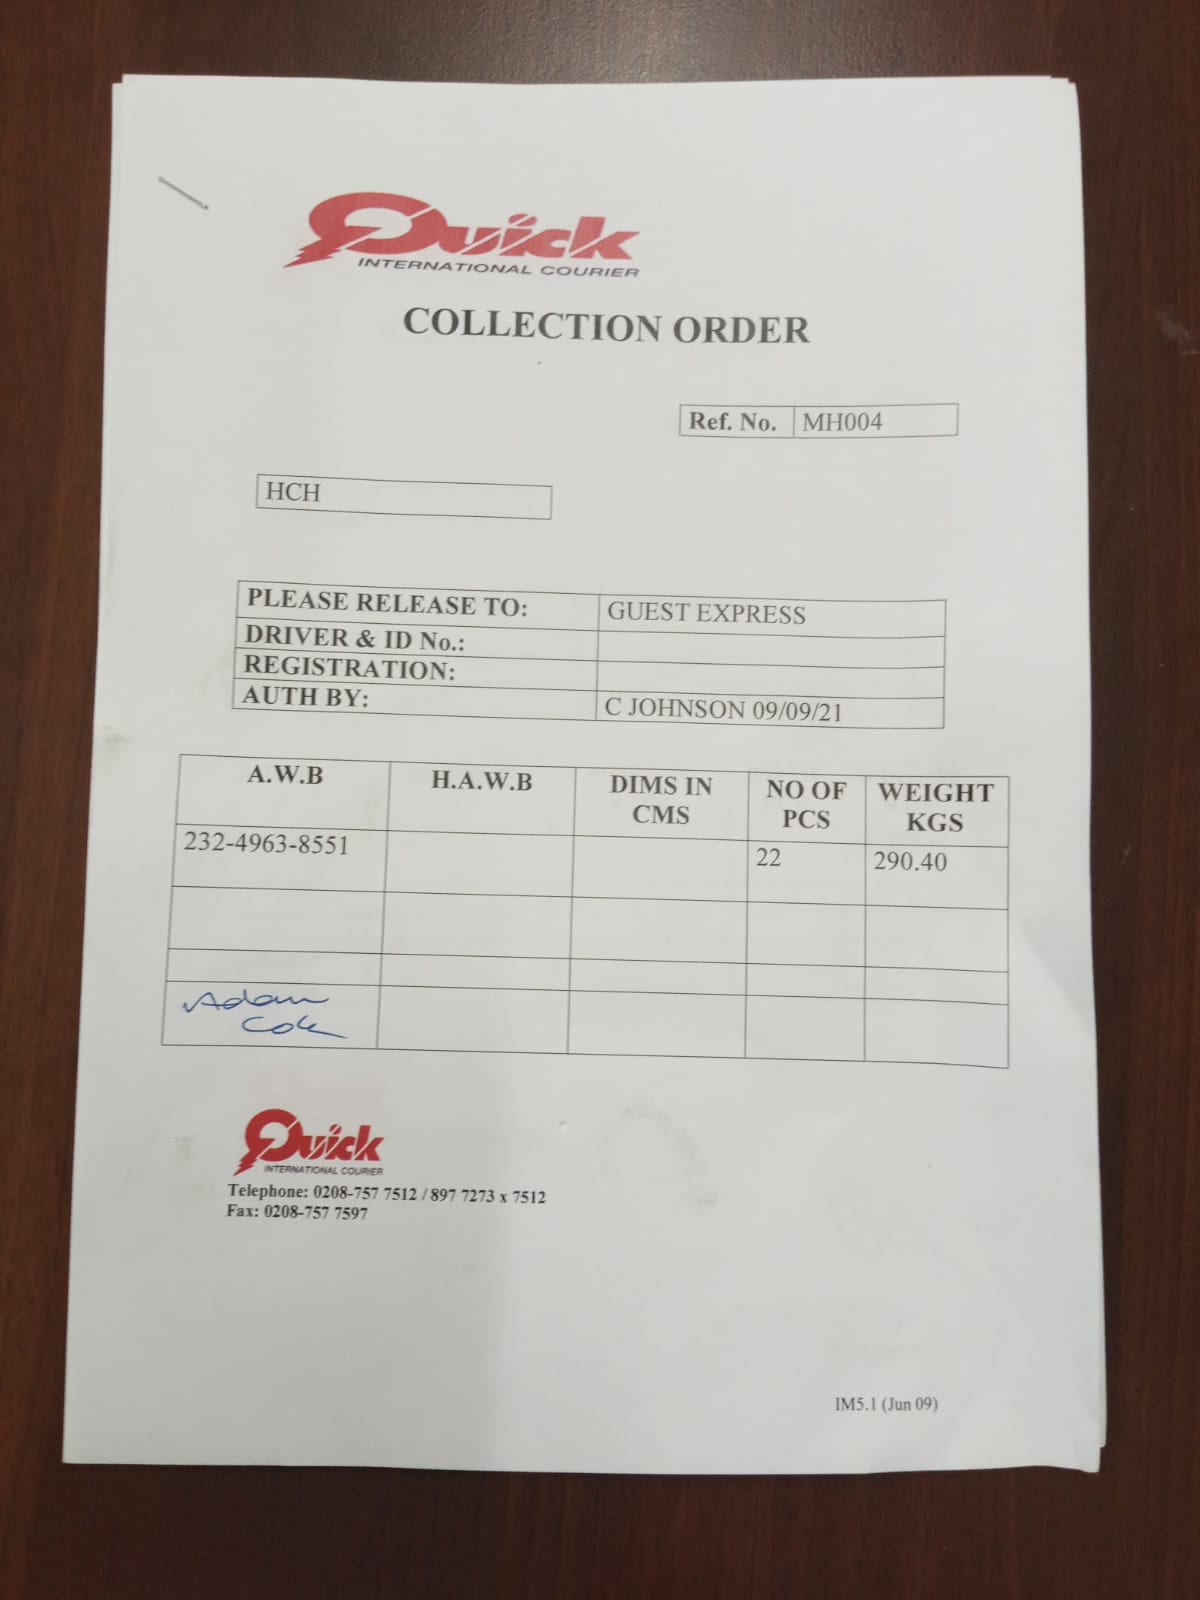 Quick
INTERNATIONAL COURIER
COLLECTION ORDER
Ref. No. MH004
HCH
PLEASE RELEASE TO: GUEST EXPRESS
DRIVER & ID No.:
REGISTRATION:
AUTH BY: C JOHNSON 09/09/21
A.W.B H.A.W.B DIMS IN CMS NO OF PCS WEIGHT KGS
232-4963-8551 22 290.40
Adam
Cole
Quick
INTERNATIONAL COURIER
Telephone: 0208-757 7512 / 897 7273 x 7512
Fax: 0208-757 7597
IM5.1 (Jun 09)